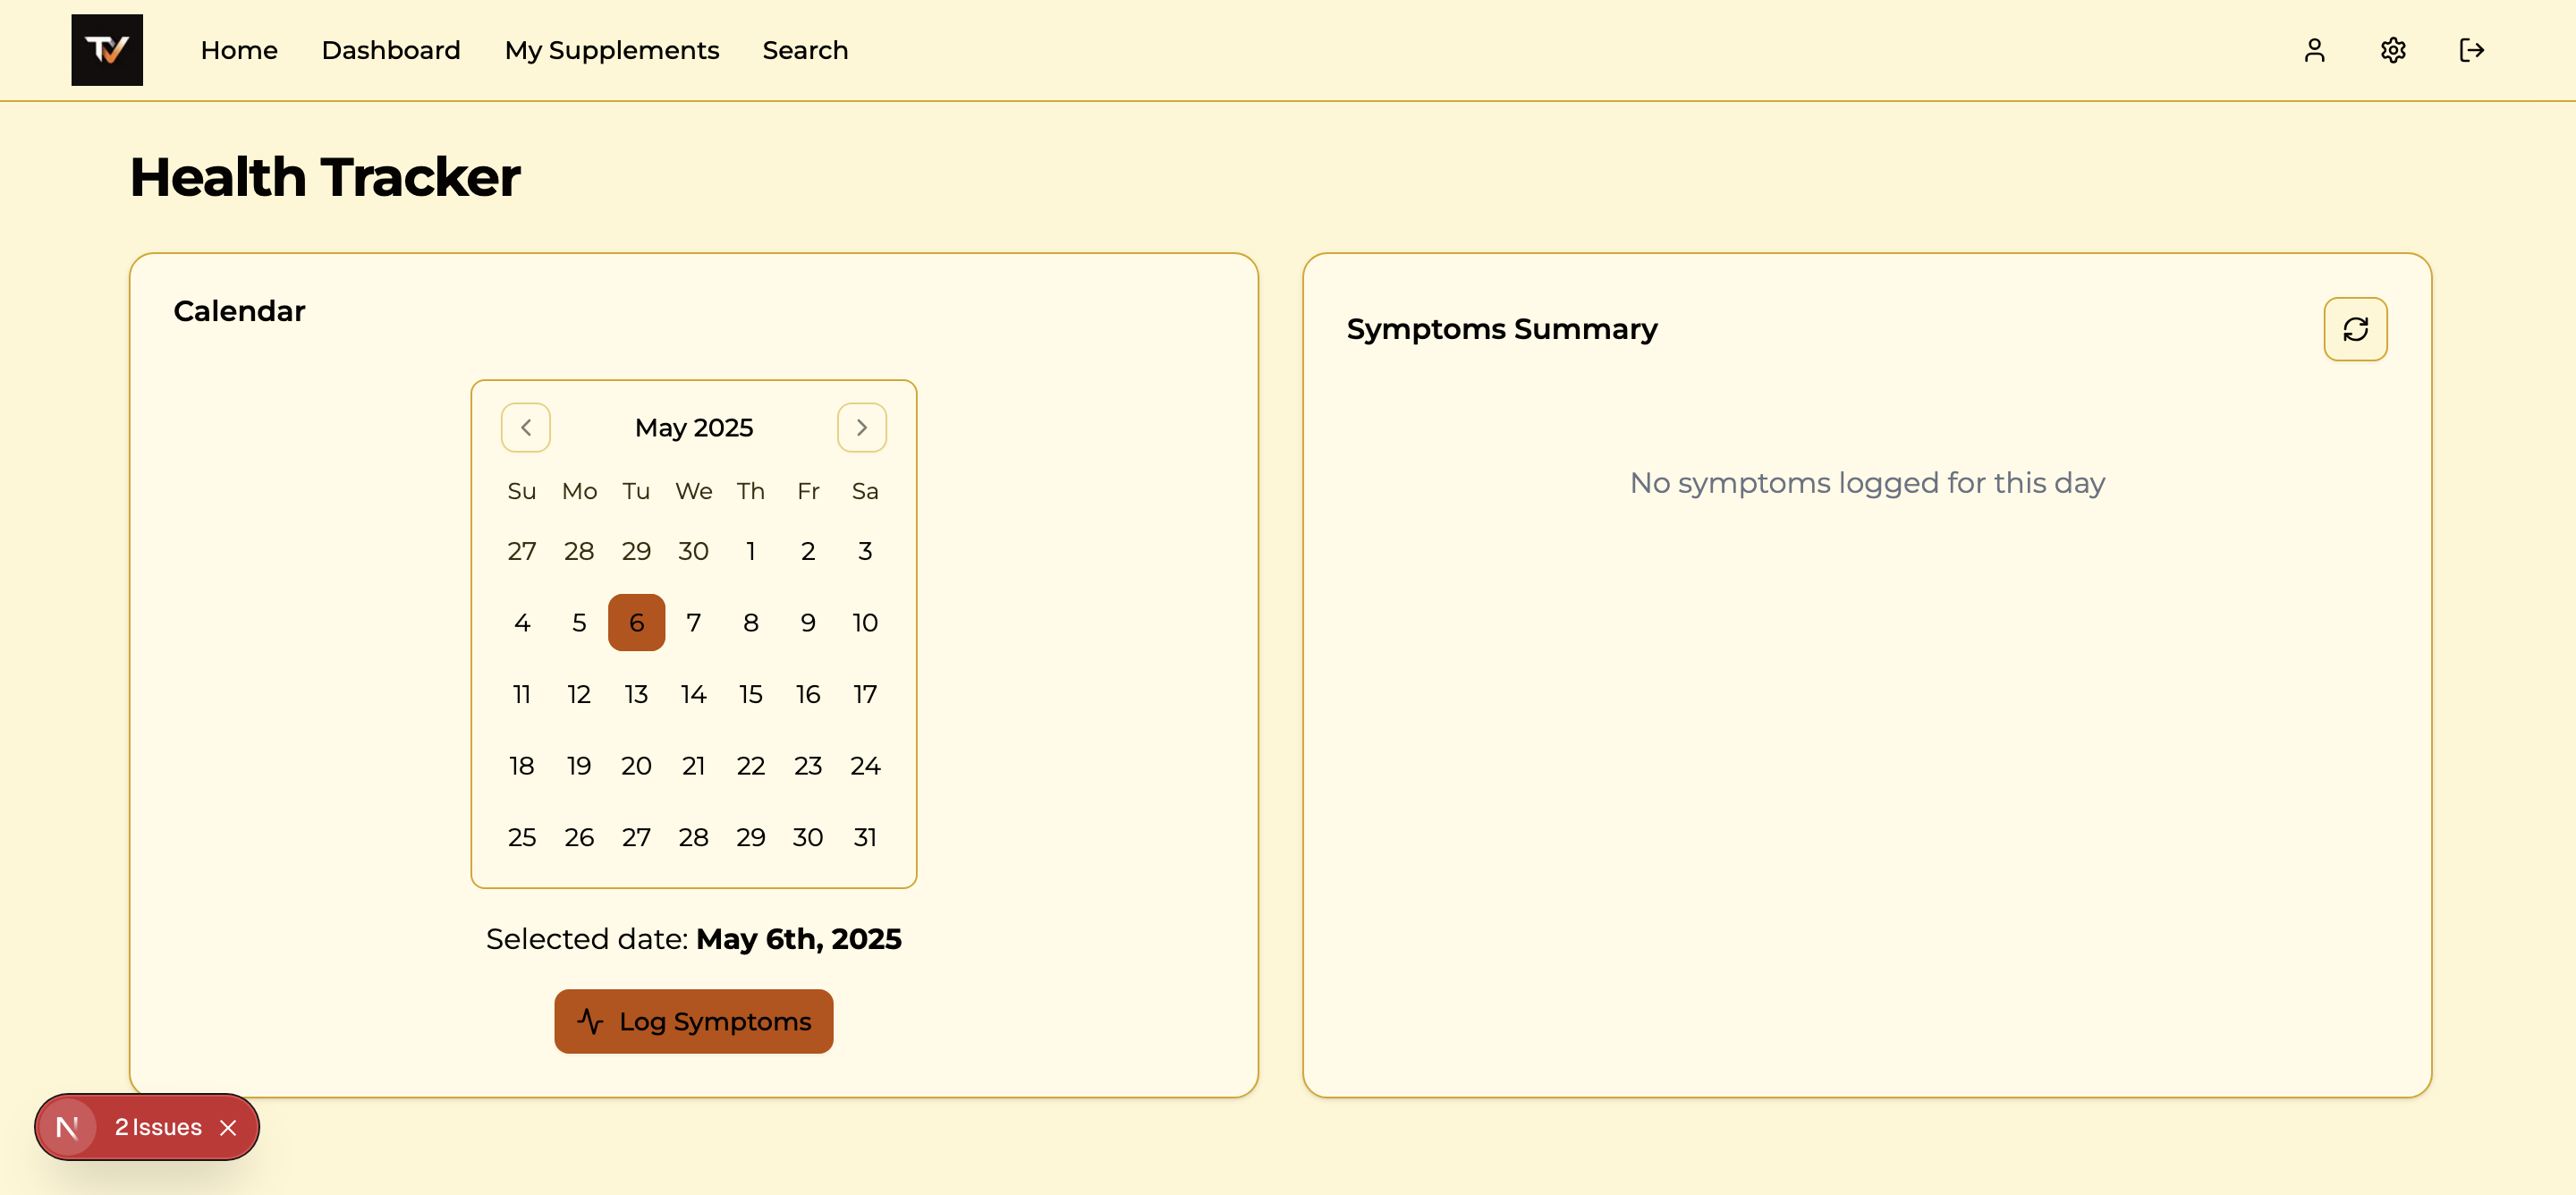 TV
Home Dashboard My Supplements Search
Health Tracker
Calendar
May 2025
Su Mo Tu We Th Fr Sa
27 28 29 30 1 2 3
4 5 6 7 8 9 10
11 12 13 14 15 16 17
18 19 20 21 22 23 24
25 26 27 28 29 30 31
Selected date: May 6th, 2025
Log Symptoms
Symptoms Summary
No symptoms logged for this day
N 2 Issues